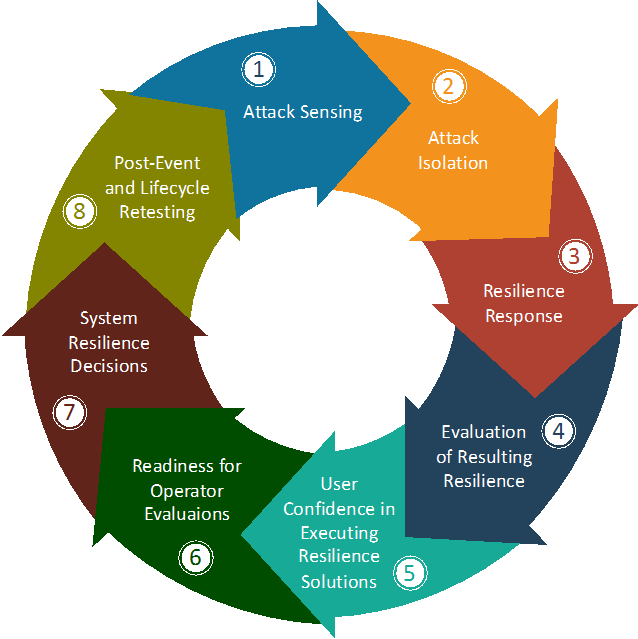 1
Attack Sensing
2
Attack
Isolation
3
Resilience
Response
4
Evaluation
of Resulting
Resilience
5
User
Confidence in
Executing
Resilience
Solutions
6
Readiness for
Operator
Evaluaions
7
System
Resilience
Decisions
8
Post-Event
and Lifecycle
Retesting